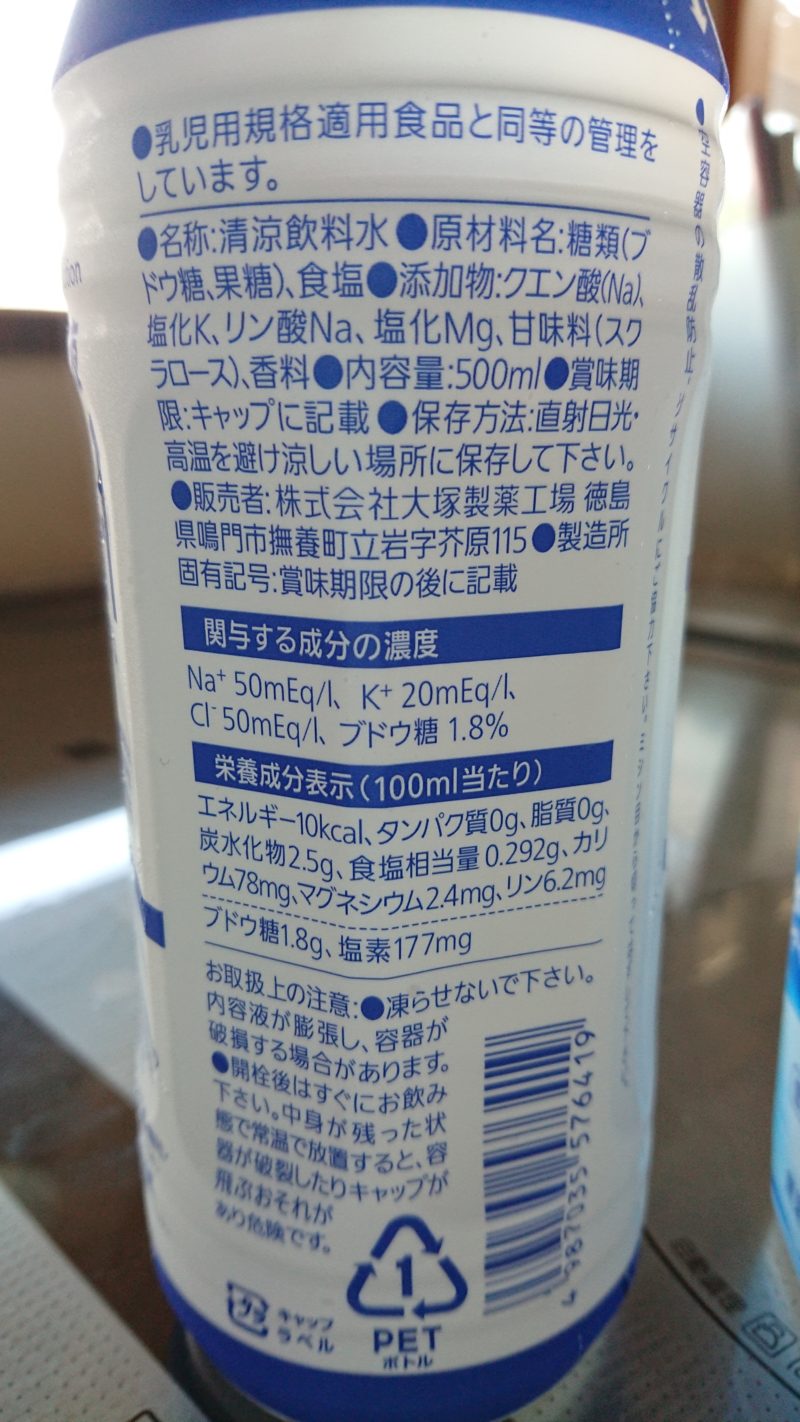 ●乳児用規格適用食品と同等の管理を
しています。
●名称:清涼飲料水 ●原材料名:糖類(ブ
ドウ糖、果糖)、食塩●添加物:クエン酸(Na)、
塩化K、リン酸Na、塩化Mg、甘味料(スク
ラロース)、香料●内容量:500ml●賞味期
限:キャップに記載 ●保存方法:直射日光・
高温を避け涼しい場所に保存して下さい。
●販売者:株式会社大塚製薬工場 徳島
県鳴門市撫養町立岩字芥原115●製造所
固有記号:賞味期限の後に記載
関与する成分の濃度
Na⁺ 50mEq/l、K⁺ 20mEq/l、
Cl⁻ 50mEq/l、ブドウ糖 1.8%
栄養成分表示(100ml当たり)
エネルギー10kcal、タンパク質0g、脂質0g、
炭水化物2.5g、食塩相当量 0.292g、カリ
ウム78mg、マグネシウム2.4mg、リン6.2mg
ブドウ糖1.8g、塩素177mg
お取扱上の注意:●凍らせないで下さい。
内容液が膨張し、容器が
破損する場合があります。
●開栓後はすぐにお飲み
下さい。中身が残った状
態で常温で放置すると、容
器が破裂したりキャップが
飛ぶおそれが
あり危険です。
4 987035 576419
1
PET
ボトル
プラ
キャップ
ラベル
●空容器の散乱防止・リサイクル